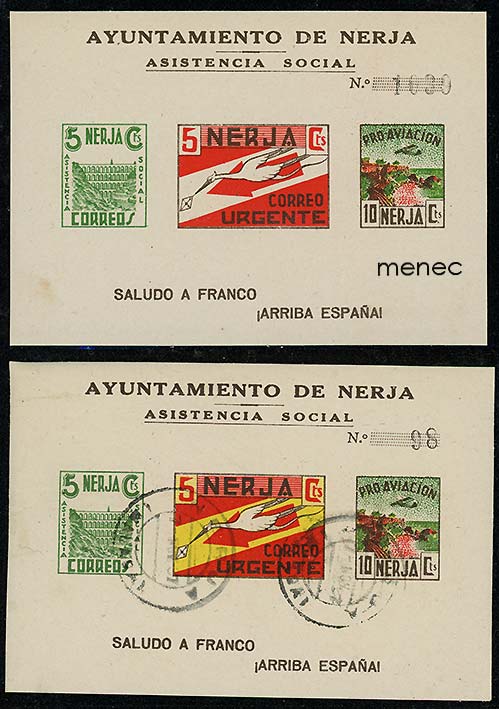 AYUNTAMIENTO DE NERJA
ASISTENCIA SOCIAL
N.º 1630
5 NERJA Cts
ASISTENCIA
SOCIAL
CORREOS
5 NERJA Cts
CORREO
URGENTE
PRO-AVIACION
10 NERJA Cts
menec
SALUDO A FRANCO
¡ARRIBA ESPAÑA!
AYUNTAMIENTO DE NERJA
ASISTENCIA SOCIAL
N.º 98
5 NERJA Cts
ASISTENCIA
SOCIAL
CORREOS
5 NERJA Cts
CORREO
URGENTE
PRO-AVIACION
10 NERJA Cts
SALUDO A FRANCO
¡ARRIBA ESPAÑA!